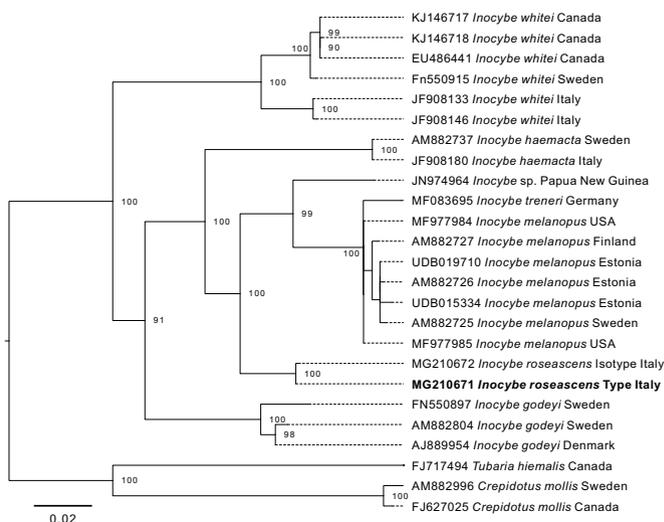 KJ146717 Inocybe whitei Canada
99
KJ146718 Inocybe whitei Canada
100
90
EU486441 Inocybe whitei Canada
Fn550915 Inocybe whitei Sweden
100
JF908133 Inocybe whitei Italy
100
JF908146 Inocybe whitei Italy
AM882737 Inocybe haemacta Sweden
100
JF908180 Inocybe haemacta Italy
JN974964 Inocybe sp. Papua New Guinea
100
MF083695 Inocybe treneri Germany
99
100
MF977984 Inocybe melanopus USA
AM882727 Inocybe melanopus Finland
100
UDB019710 Inocybe melanopus Estonia
AM882726 Inocybe melanopus Estonia
100
UDB015334 Inocybe melanopus Estonia
91
AM882725 Inocybe melanopus Sweden
MF977985 Inocybe melanopus USA
MG210672 Inocybe roseascens Isotype Italy
100
MG210671 Inocybe roseascens Type Italy
FN550897 Inocybe godeyi Sweden
100
AM882804 Inocybe godeyi Sweden
98
AJ889954 Inocybe godeyi Denmark
FJ717494 Tubaria hiemalis Canada
100
AM882996 Crepidotus mollis Sweden
100
FJ627025 Crepidotus mollis Canada
0.02